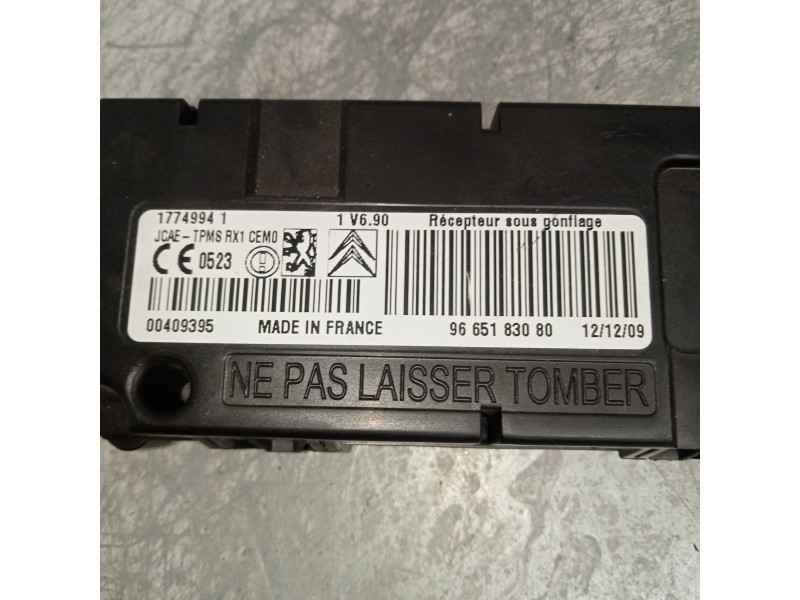 1774994 1 1 V6.90 Récepteur sous gonflage
JCAE-TPMS RX1 CEM0
CE 0523
00409395 MADE IN FRANCE 96 651 830 80 12/12/09
NE PAS LAISSER TOMBER